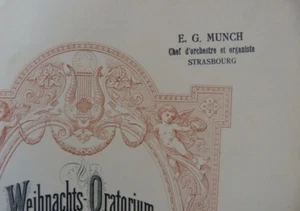 E. G. MUNCH
Chef d'orchestre et organiste
STRASBOURG
Weihnachts-Oratorium